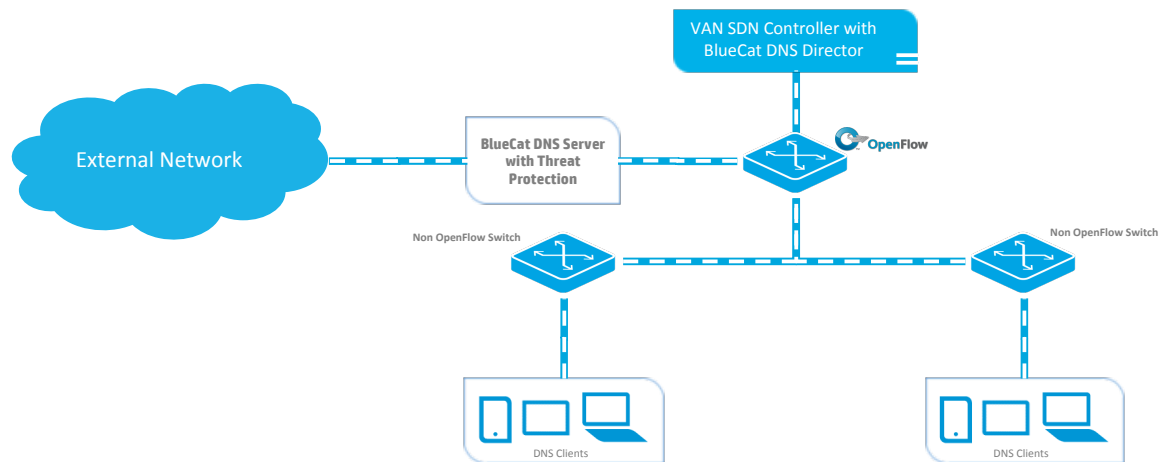 VAN SDN Controller with
BlueCat DNS Director
OpenFlow
External Network
BlueCat DNS Server
with Threat
Protection
Non OpenFlow Switch
Non OpenFlow Switch
DNS Clients
DNS Clients